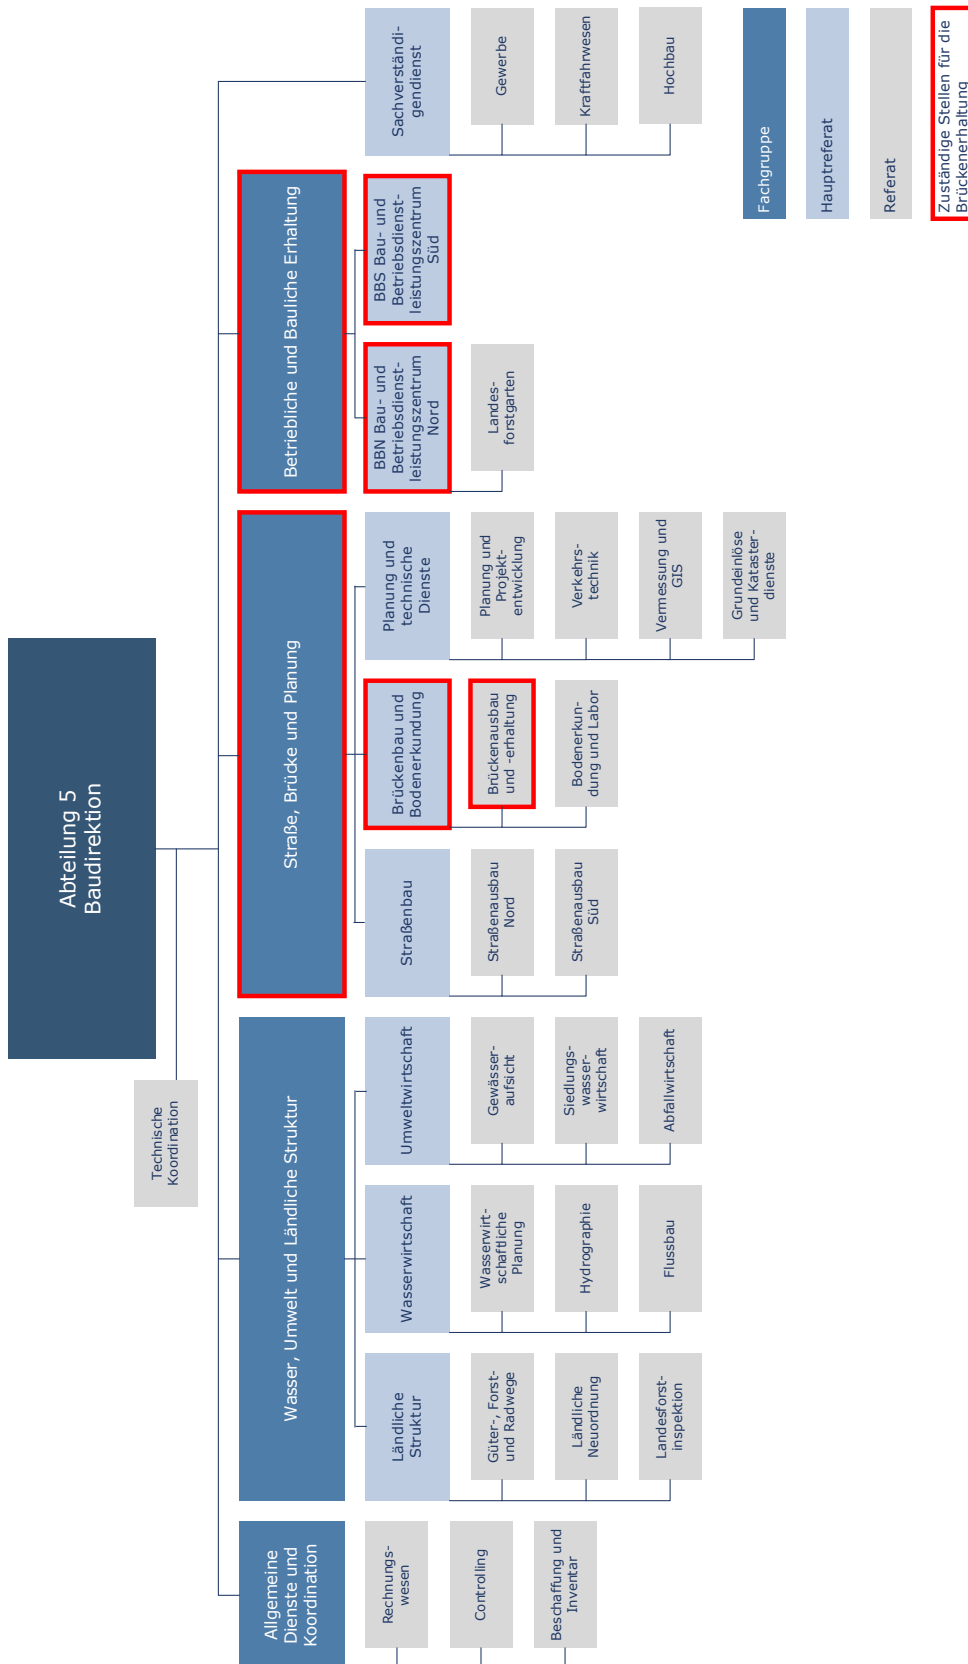 Abteilung 5
Baudirektion
Technische
Koordination
Allgemeine
Dienste und
Koordination
Rechnungs-
wesen
Controlling
Beschaffung und
Inventar
Wasser, Umwelt und Ländliche Struktur
Ländliche
Struktur
Güter-, Forst-
und Radwege
Ländliche
Neuordnung
Landesforst-
inspektion
Wasserwirtschaft
Wasserwirt-
schaftliche
Planung
Hydrographie
Flussbau
Umweltwirtschaft
Gewässer-
aufsicht
Siedlungs-
wasser-
wirtschaft
Abfallwirtschaft
Straße, Brücke und Planung
Straßenbau
Straßenausbau
Nord
Straßenausbau
Süd
Brückenbau und
Bodenerkundung
Brückenausbau
und -erhaltung
Bodenerkun-
dung und Labor
Planung und
technische
Dienste
Planung und
Projekt-
entwicklung
Verkehrs-
technik
Vermessung und
GIS
Grundeinlöse
und Kataster-
dienste
Betriebliche und Bauliche Erhaltung
BBN Bau- und
Betriebsdienst-
leistungszentrum
Nord
Landes-
forstgarten
BBS Bau- und
Betriebsdienst-
leistungszentrum
Süd
Sachverständi-
gendienst
Gewerbe
Kraftfahrwesen
Hochbau
Fachgruppe
Hauptreferat
Referat
Zuständige Stellen für die
Brückenerhaltung